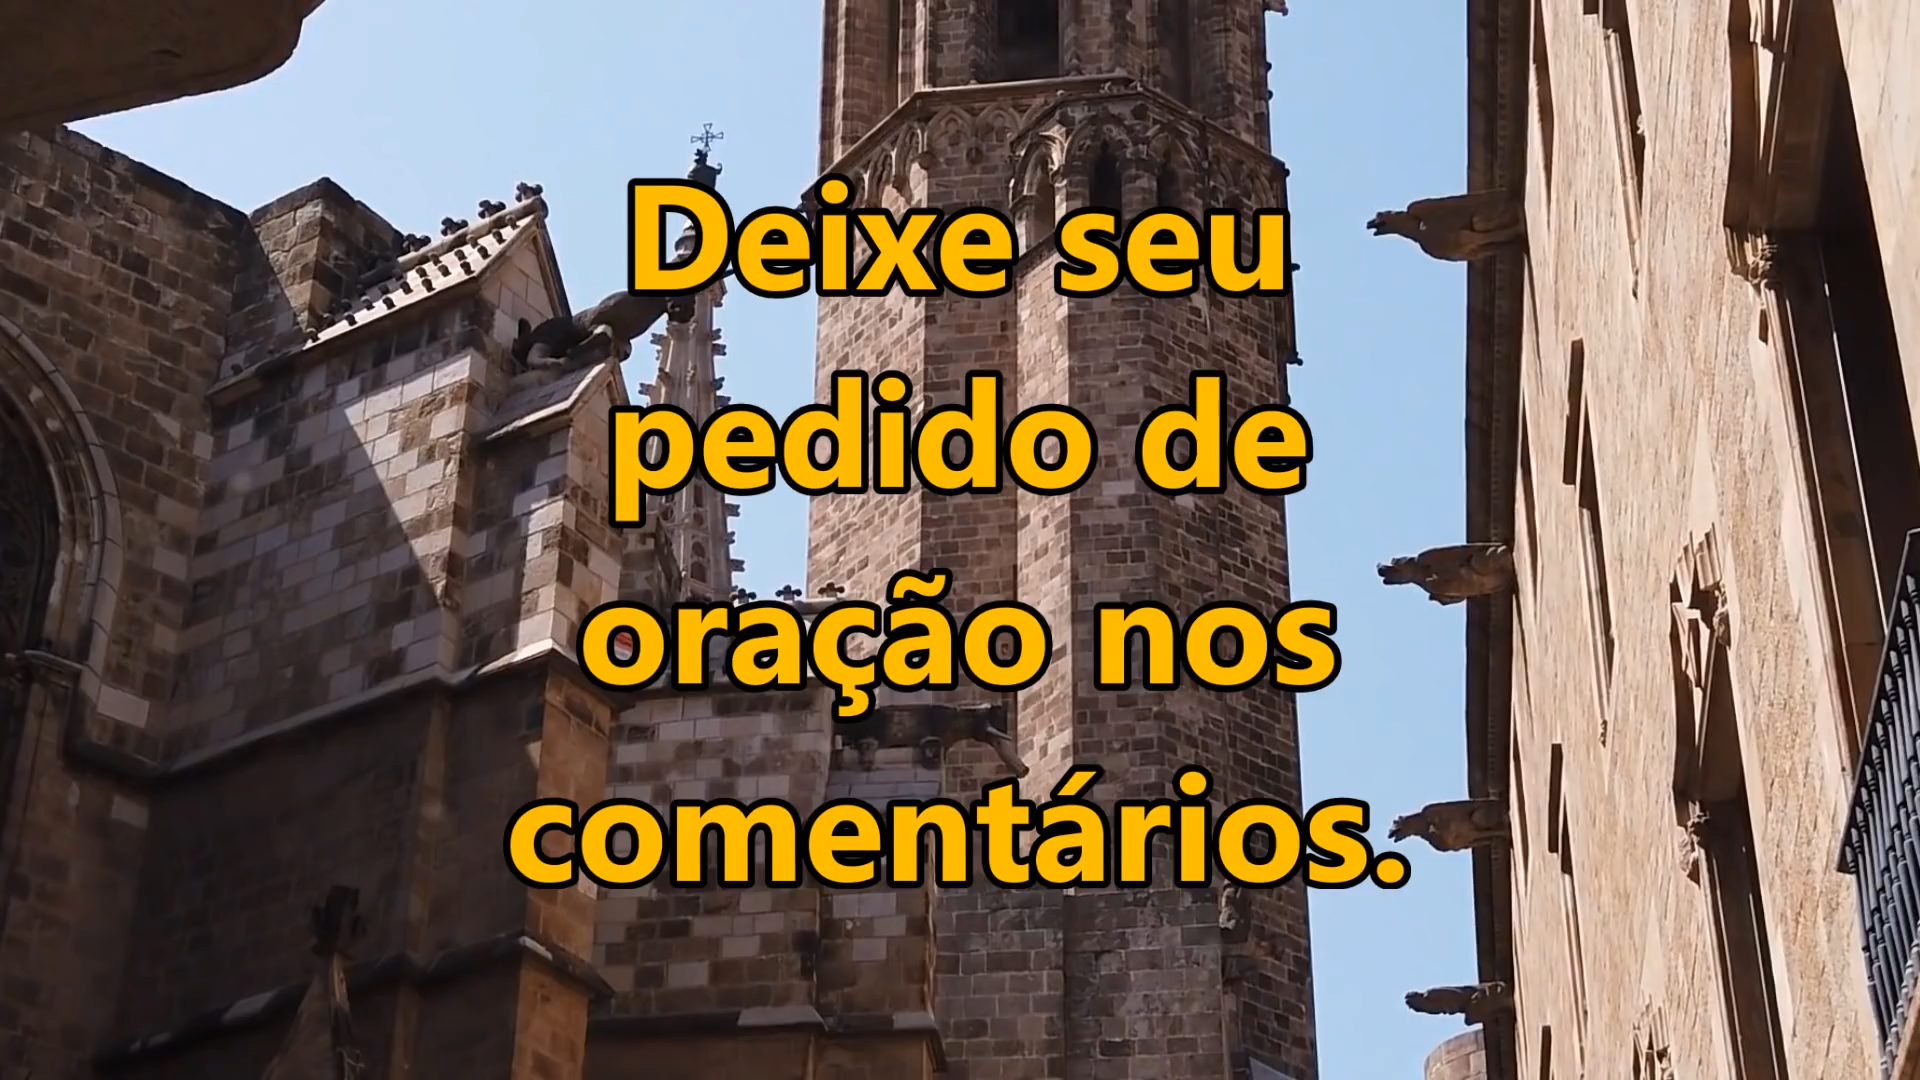 Deixe seu
pedido de
oração nos
comentários.